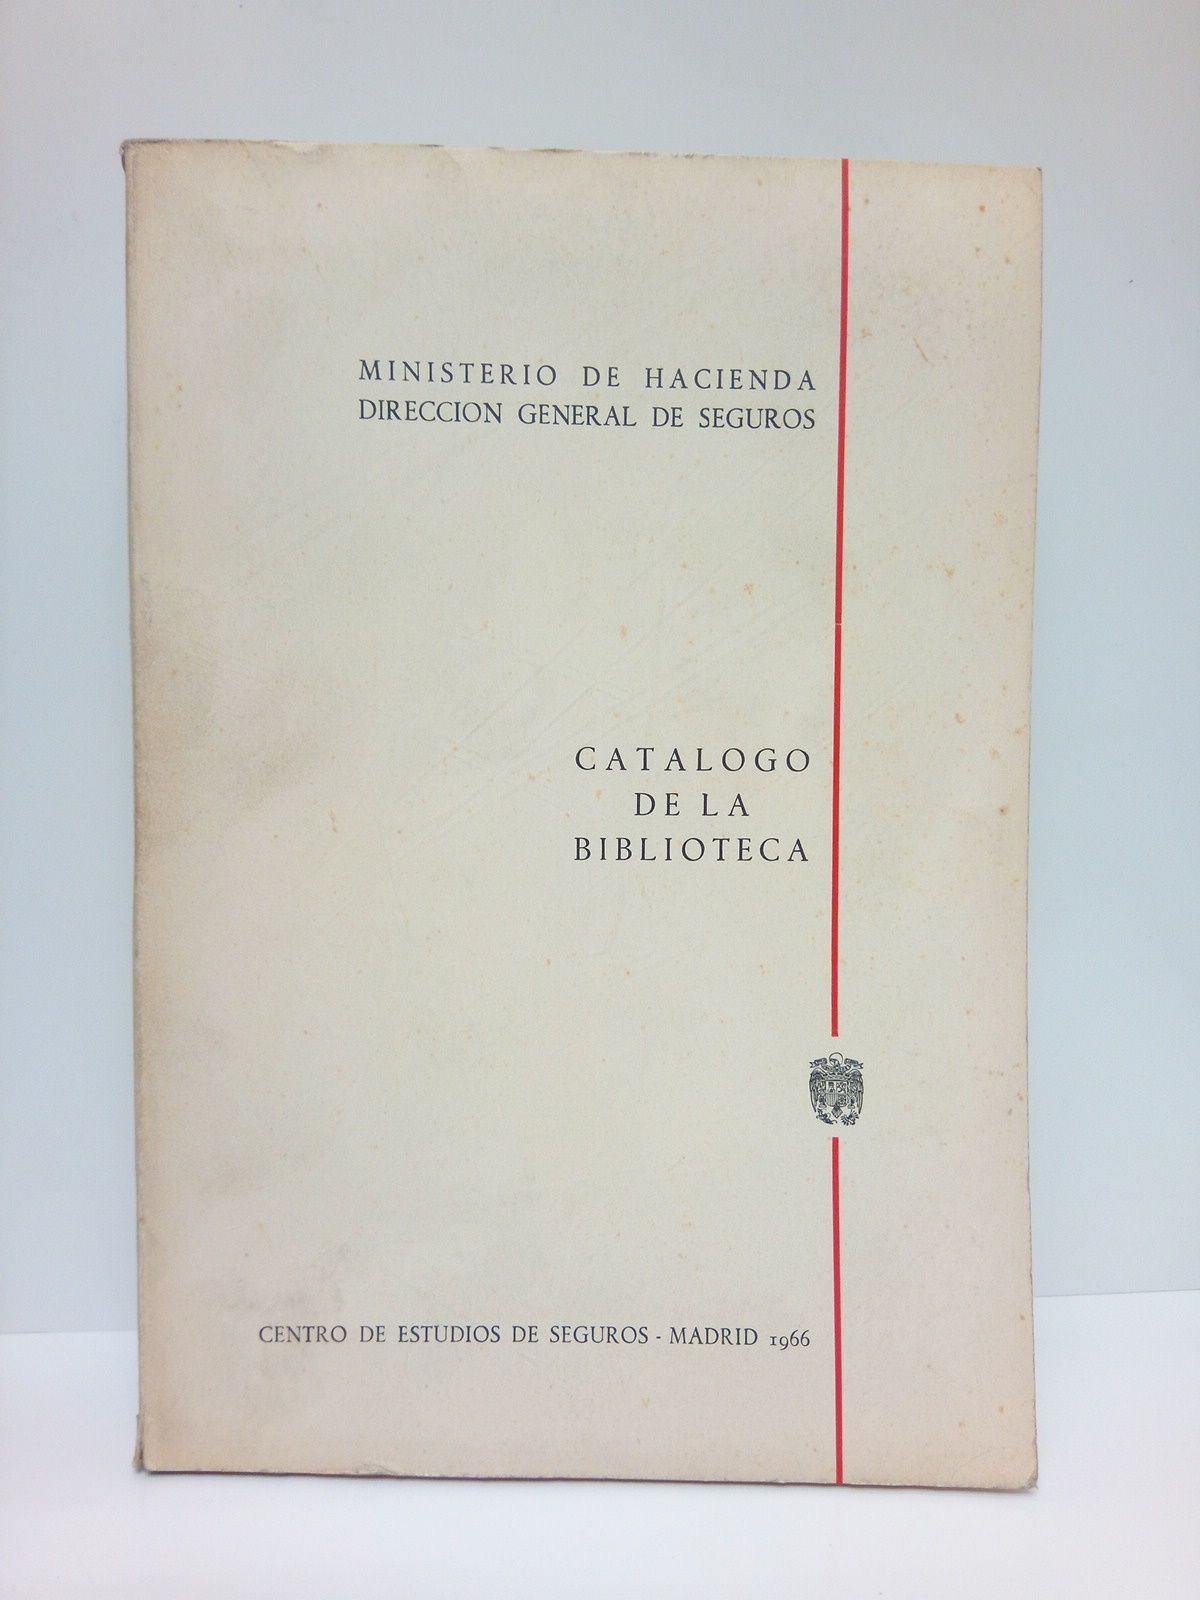 MINISTERIO DE HACIENDA
DIRECCION GENERAL DE SEGUROS
CATALOGO
DE LA
BIBLIOTECA
CENTRO DE ESTUDIOS DE SEGUROS - MADRID 1966